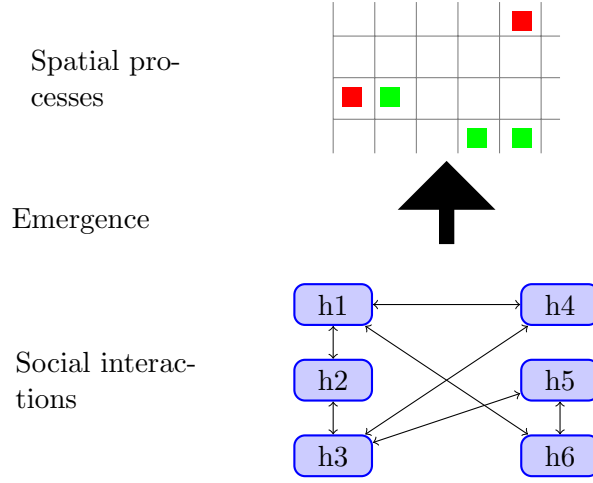 Spatial pro-
cesses
Emergence
h1 h4
Social interac-
tions
h2 h5
h3 h6